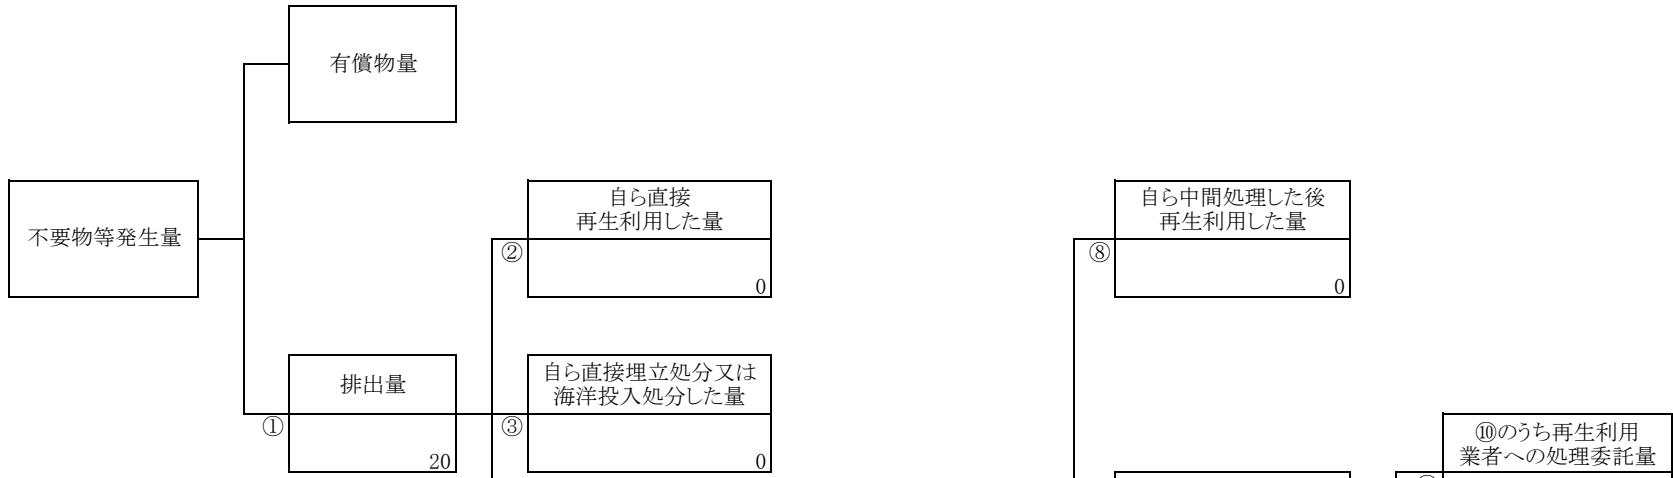 有償物量
不要物等発生量
自ら直接
再生利用した量
②
0
自ら中間処理した後
再生利用した量
⑧
0
排出量
①
20
自ら直接埋立処分又は
海洋投入処分した量
③
0
⑩のうち再生利用
業者への処理委託量